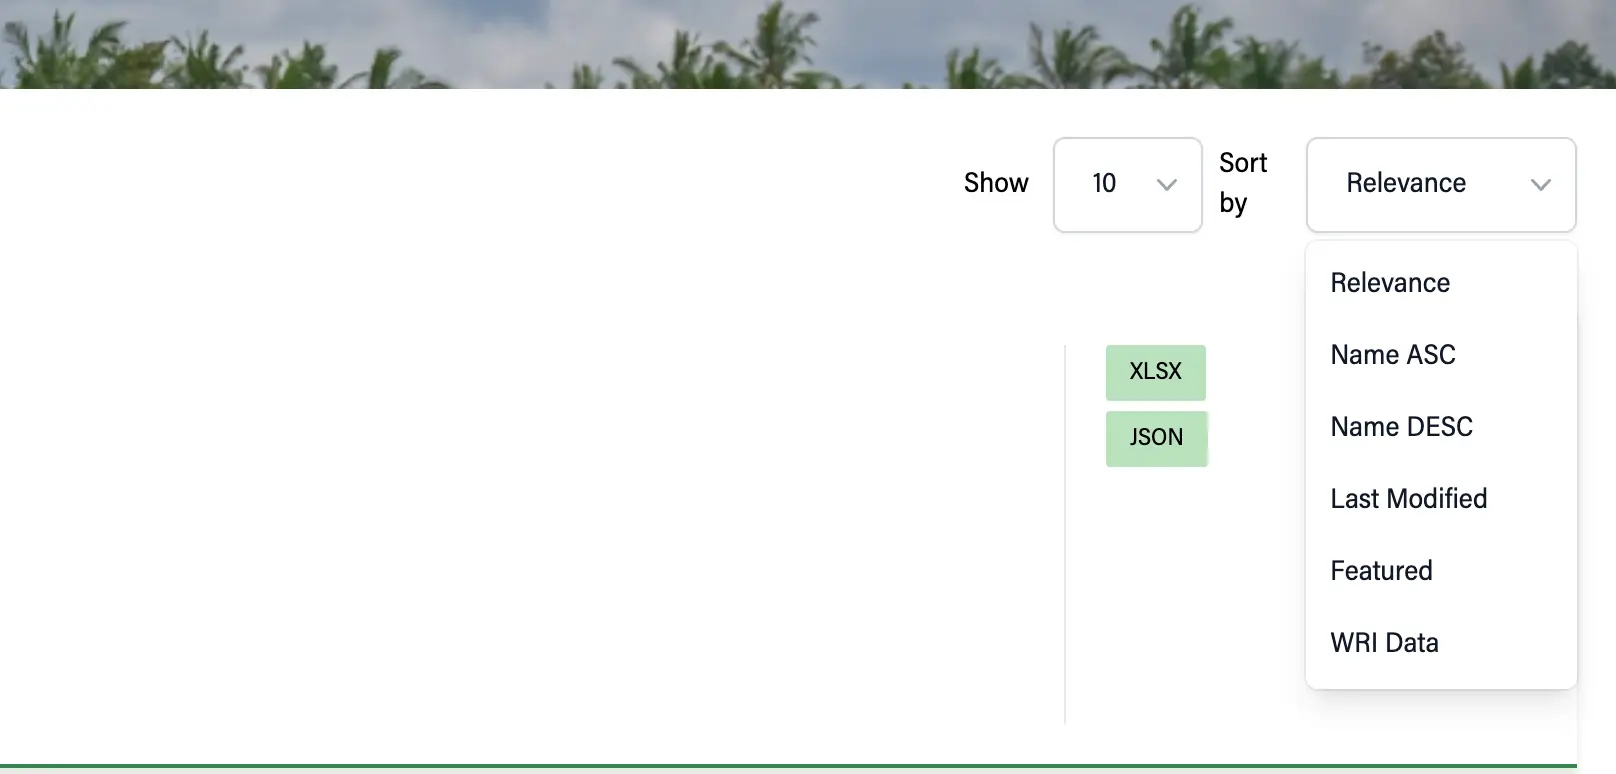 Show
10
Sort
by
Relevance
Relevance
Name ASC
Name DESC
Last Modified
Featured
WRI Data
XLSX
JSON